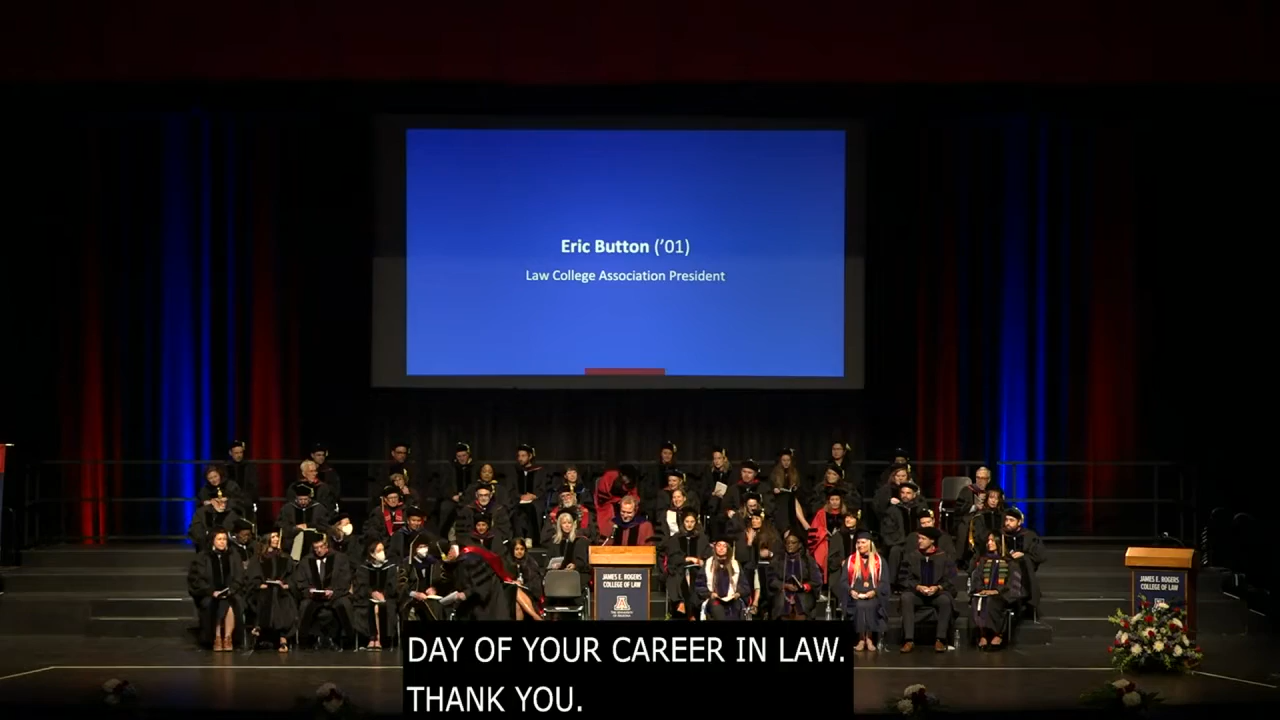 Eric Button (’01)
Law College Association President
JAMES E. ROGERS
COLLEGE OF LAW
JAMES E. ROGERS
COLLEGE OF LAW
DAY OF YOUR CAREER IN LAW.
THANK YOU.